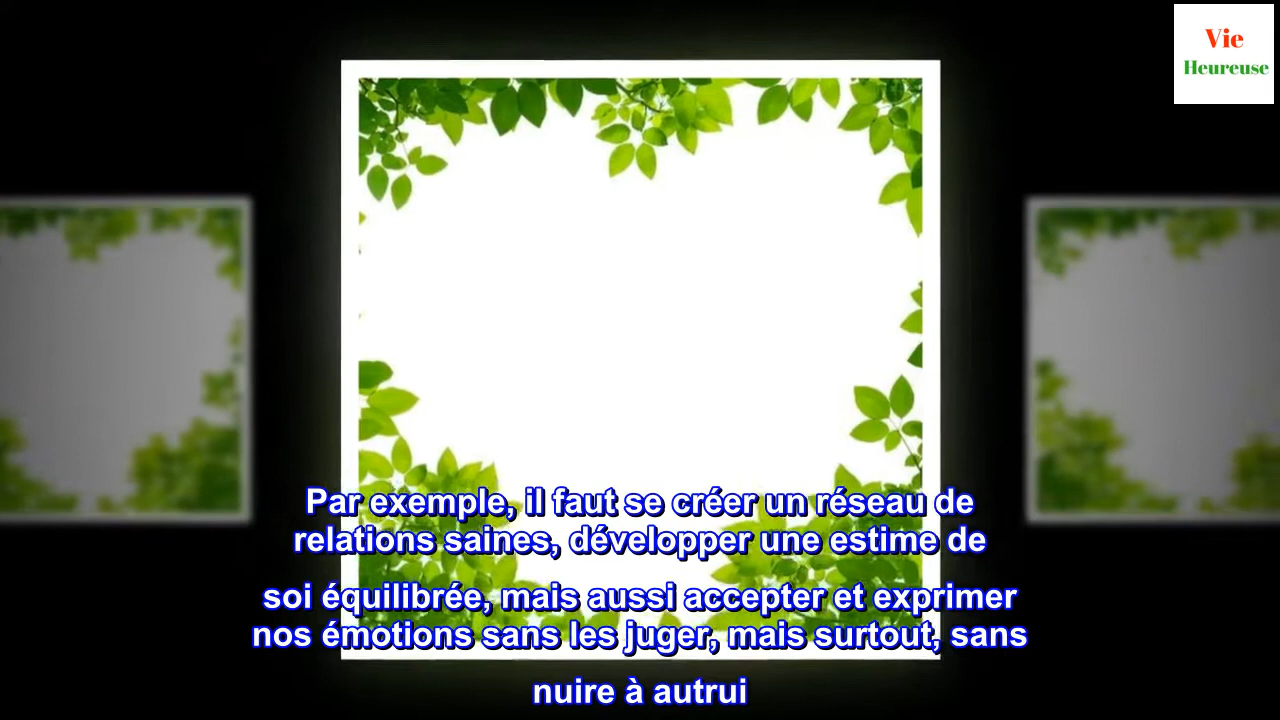 Vie
Heureuse
Par exemple, il faut se créer un réseau de
relations saines, développer une estime de
soi équilibrée, mais aussi accepter et exprimer
nos émotions sans les juger, mais surtout, sans
nuire à autrui